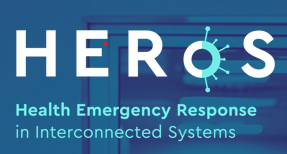 HEROS
Health Emergency Response
in Interconnected Systems